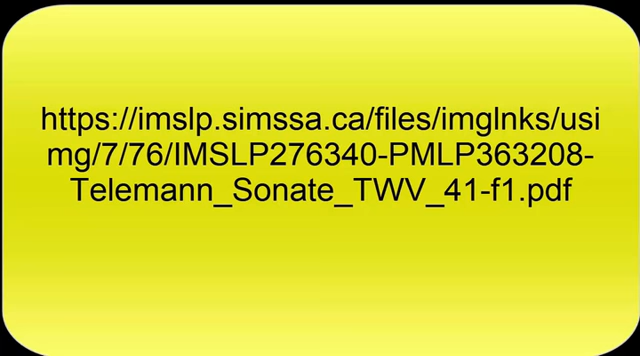 https://imslp.simssa.ca/files/imglnks/usi
mg/7/76/IMSLP276340-PMLP363208-
Telemann_Sonate_TWV_41-f1.pdf